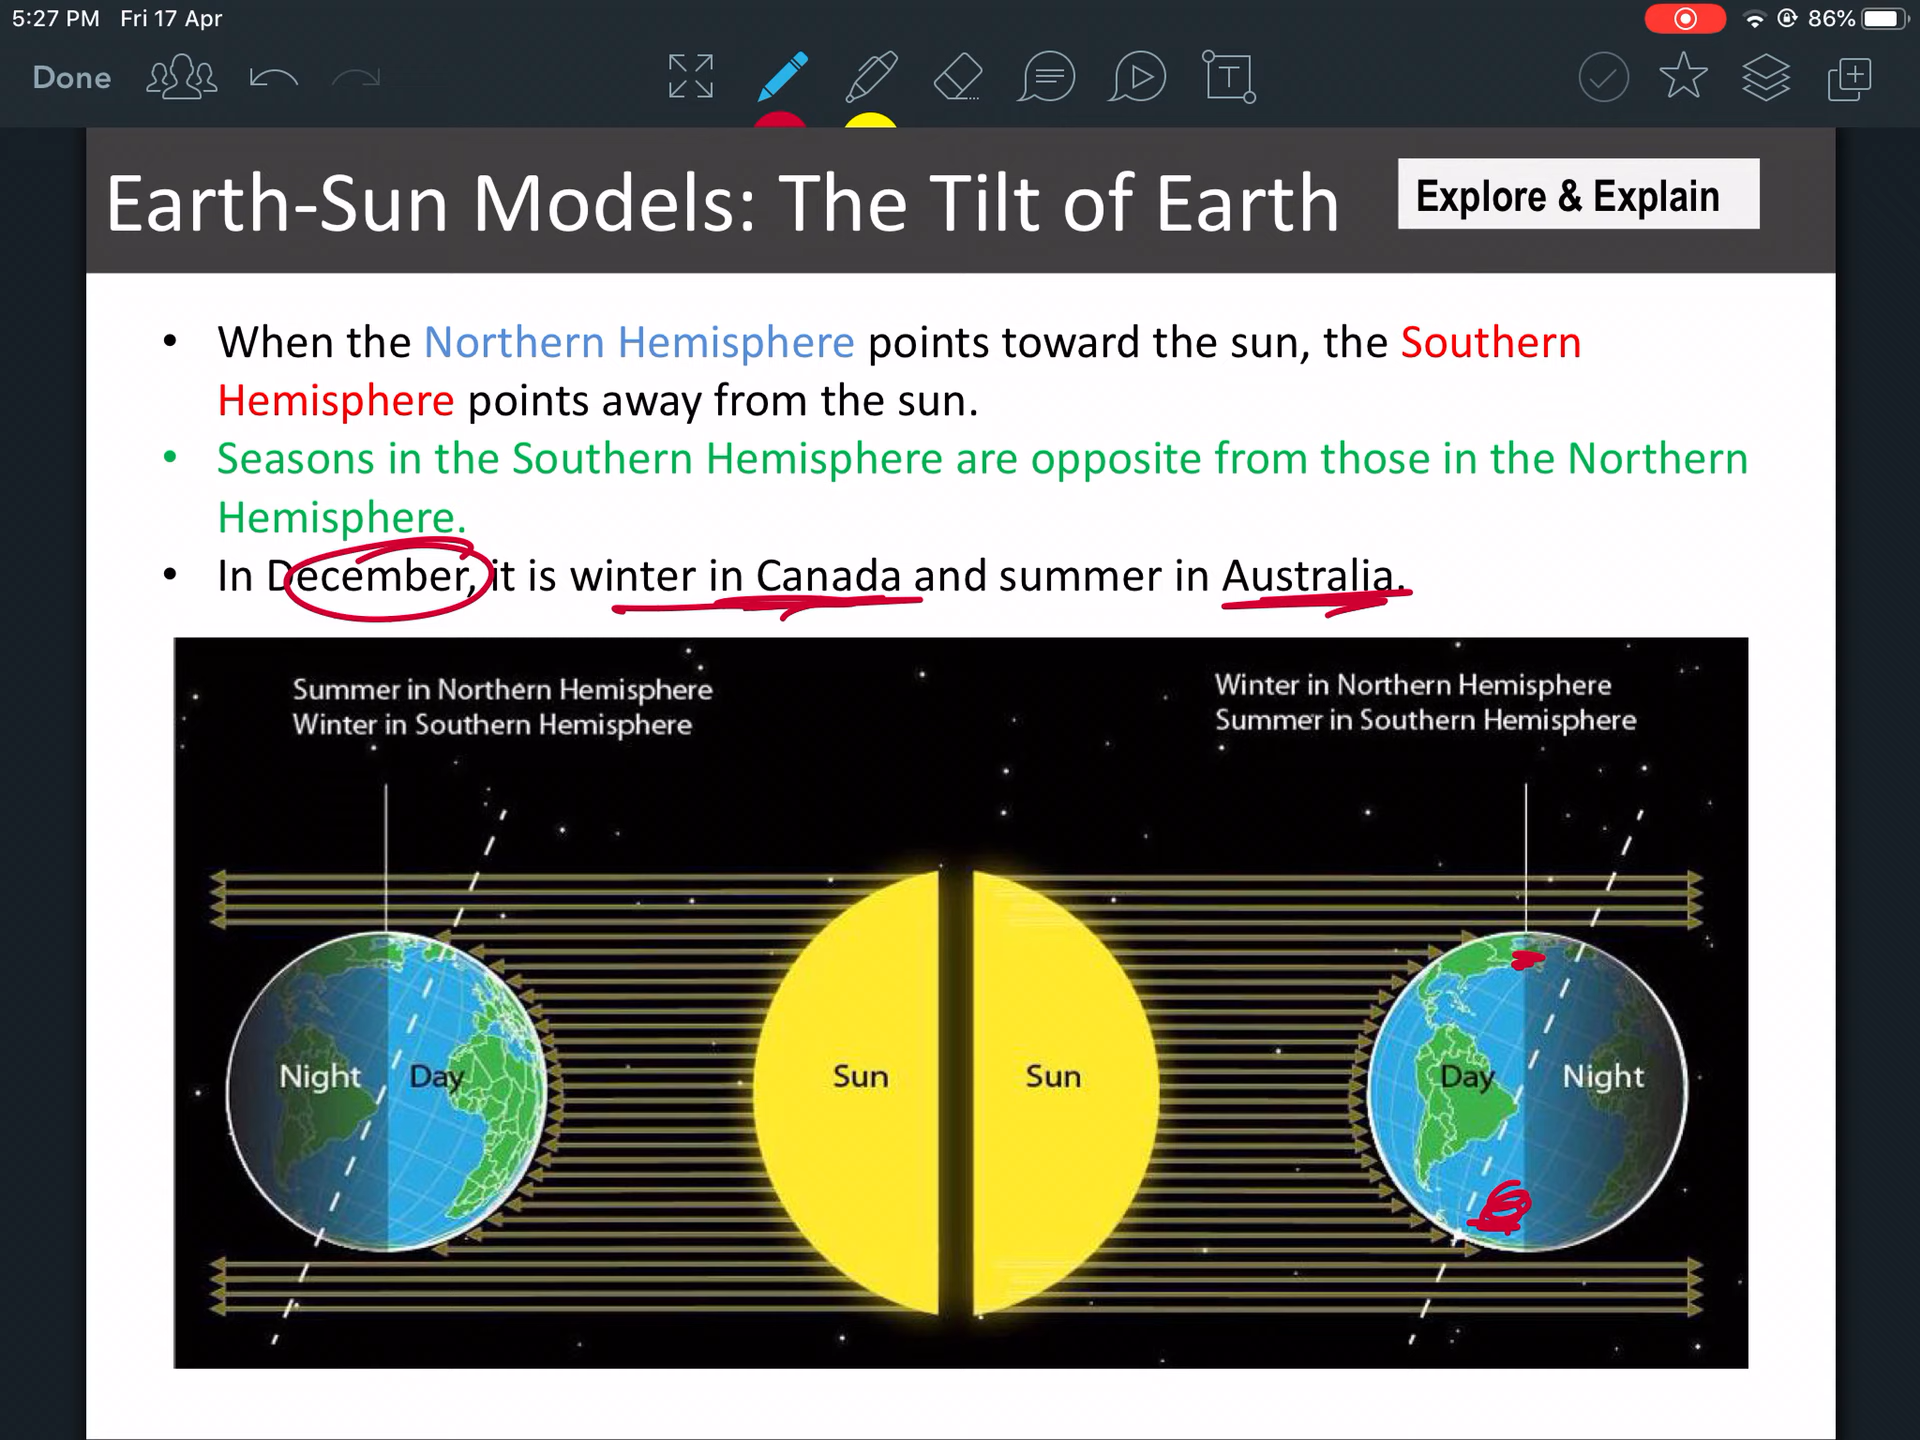 5:27 PM Fri 17 Apr
86%
Done
T
Earth-Sun Models: The Tilt of Earth
Explore & Explain
• When the Northern Hemisphere points toward the sun, the Southern
Hemisphere points away from the sun.
• Seasons in the Southern Hemisphere are opposite from those in the Northern
Hemisphere.
• In December, it is winter in Canada and summer in Australia.
Summer in Northern Hemisphere
Winter in Southern Hemisphere
Winter in Northern Hemisphere
Summer in Southern Hemisphere
Night Day Sun Sun Day Night